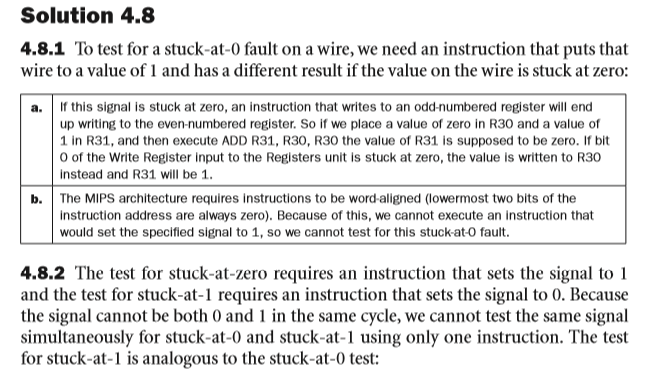 Solution 4.8
4.8.1 To test for a stuck-at-0 fault on a wire, we need an instruction that puts that
wire to a value of 1 and has a different result if the value on the wire is stuck at zero:
a. If this signal is stuck at zero, an instruction that writes to an odd-numbered register will end
up writing to the even-numbered register. So if we place a value of zero in R30 and a value of
1 in R31, and then execute ADD R31, R30, R30 the value of R31 is supposed to be zero. If bit
0 of the Write Register input to the Registers unit is stuck at zero, the value is written to R30
instead and R31 will be 1.
b. The MIPS architecture requires instructions to be word-aligned (lowermost two bits of the
instruction address are always zero). Because of this, we cannot execute an instruction that
would set the specified signal to 1, so we cannot test for this stuck-at-0 fault.
4.8.2 The test for stuck-at-zero requires an instruction that sets the signal to 1
and the test for stuck-at-1 requires an instruction that sets the signal to 0. Because
the signal cannot be both 0 and 1 in the same cycle, we cannot test the same signal
simultaneously for stuck-at-0 and stuck-at-1 using only one instruction. The test
for stuck-at-1 is analogous to the stuck-at-0 test: